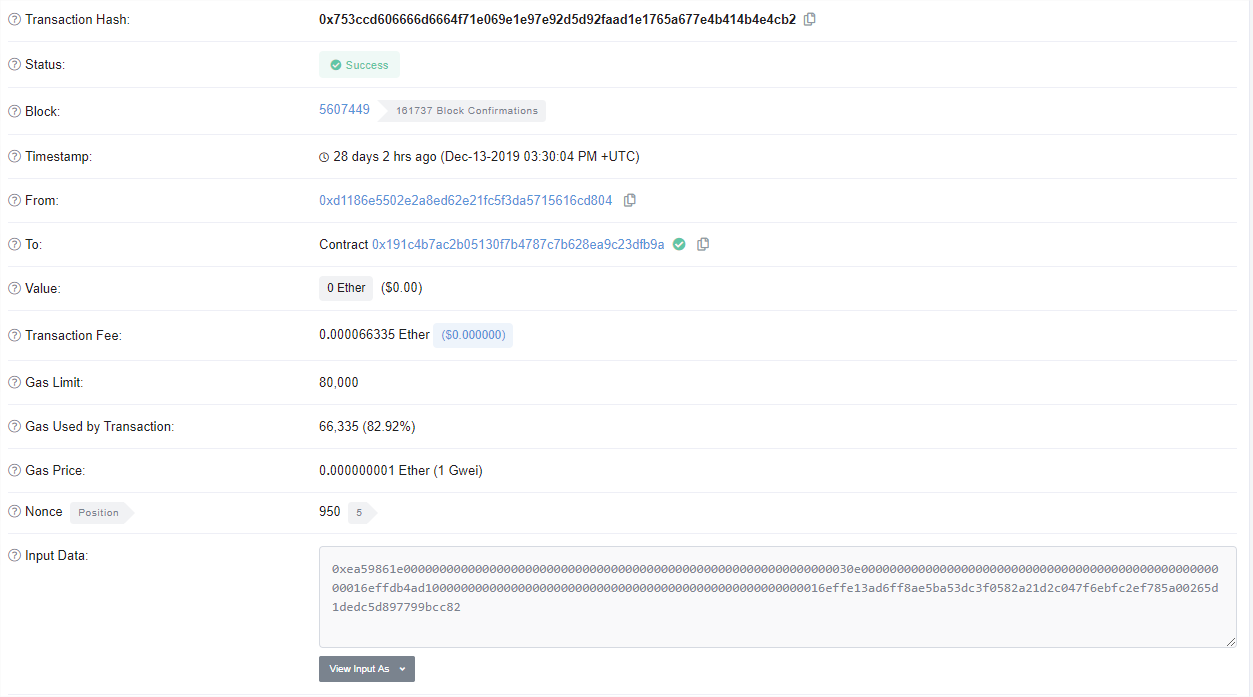 Transaction Hash: 0x753ccd606666d6664f71e069e1e97e92d5d92faad1e1765a677e4b414b4e4cb2
Status: Success
Block: 5607449 161737 Block Confirmations
Timestamp: 28 days 2 hrs ago (Dec-13-2019 03:30:04 PM +UTC)
From: 0xd1186e5502e2a8ed62e21fc5f3da5715616cd804
To: Contract 0x191c4b7ac2b05130f7b4787c7b628ea9c23dfb9a
Value: 0 Ether ($0.00)
Transaction Fee: 0.000066335 Ether ($0.000000)
Gas Limit: 80,000
Gas Used by Transaction: 66,335 (82.92%)
Gas Price: 0.000000001 Ether (1 Gwei)
Nonce Position 950 5
Input Data:
0xea59861e000000000000000000000000000000000000000000000000000000000000030e00000000000000000000000000000000000000000000000000
00016effdb4ad10000000000000000000000000000000000000000000000000000016effe13ad6ff8ae5ba53dc3f0582a21d2c047f6ebfc2ef785a00265d
1dedc5d897799bcc82
View Input As